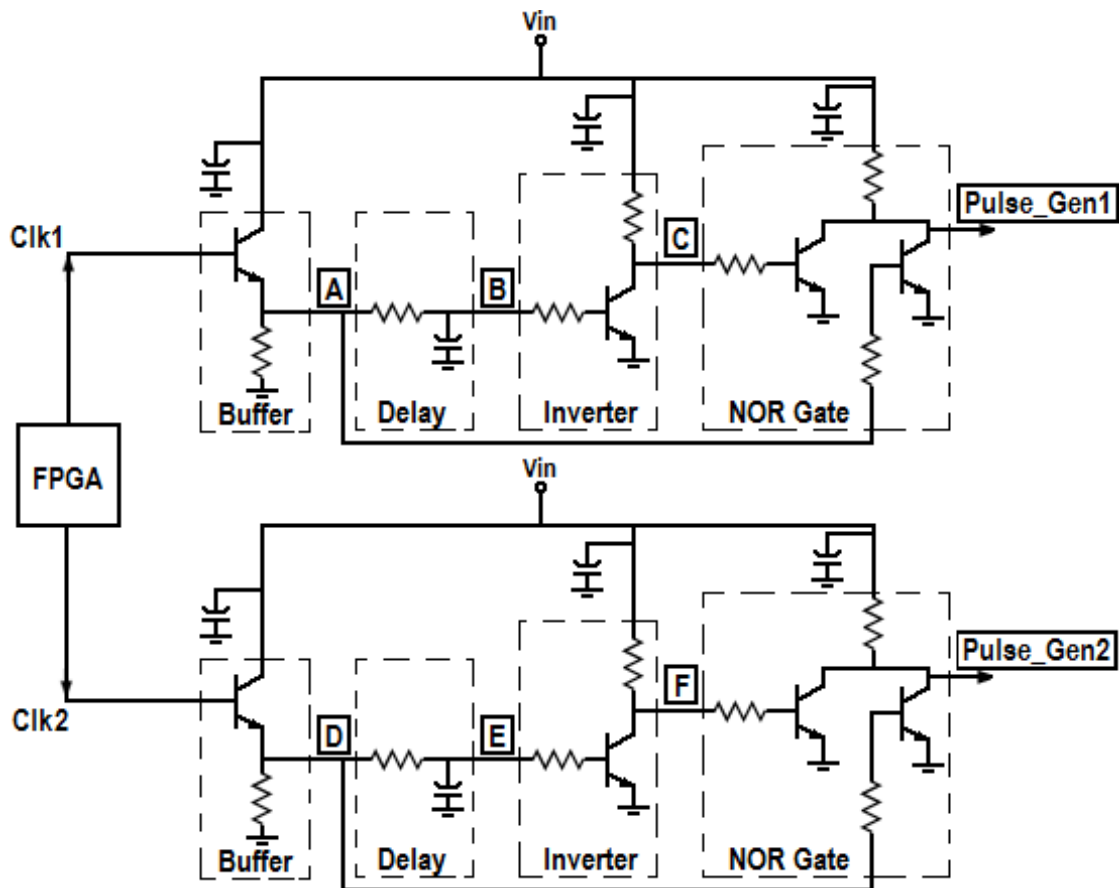 Vin
Clk1
A
B
C
Pulse_Gen1
Buffer
Delay
Inverter
NOR Gate
FPGA
Vin
Clk2
D
E
F
Pulse_Gen2
Buffer
Delay
Inverter
NOR Gate